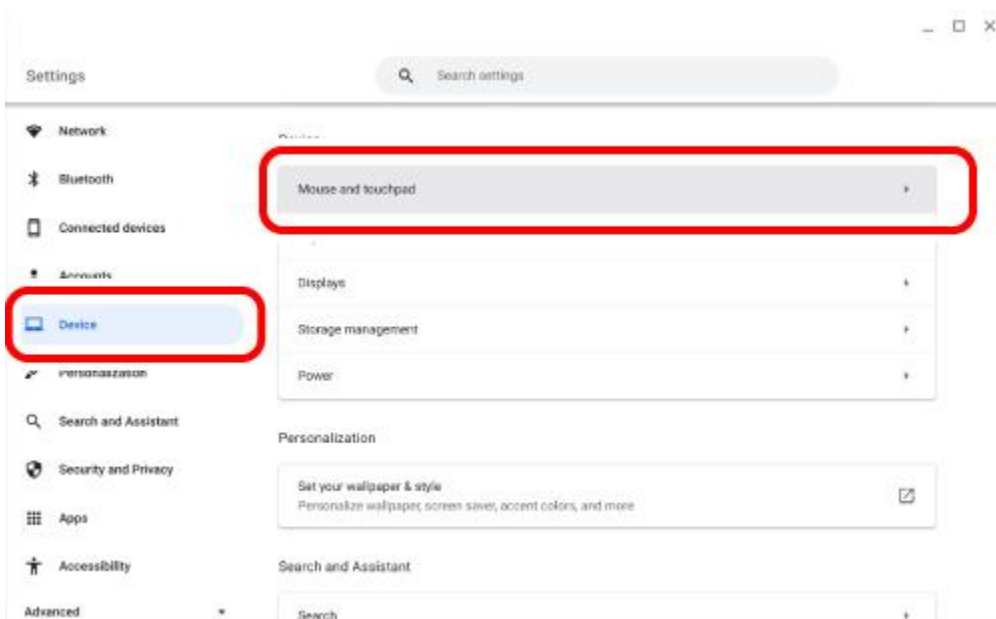 Settings
Search settings
Network
Bluetooth
Mouse and touchpad
Connected devices
Accounts
Displays
Device
Storage management
Personalization
Power
Search and Assistant
Personalization
Security and Privacy
Set your wallpaper & style
Personalize wallpaper, screen saver, accent colors, and more
Apps
Accessibility
Search and Assistant
Advanced
Search